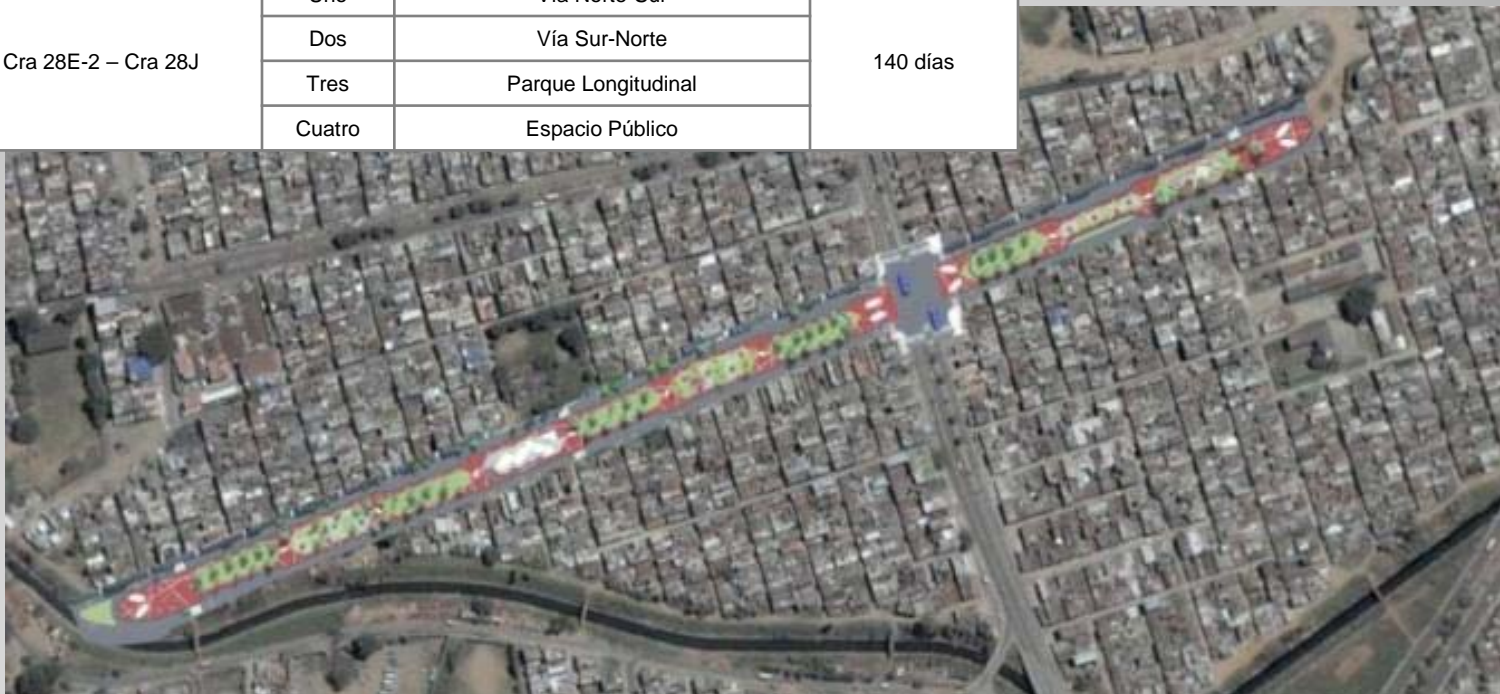 Cra 28E-2 – Cra 28J
Dos
Vía Sur-Norte
140 días
Tres
Parque Longitudinal
Cuatro
Espacio Público